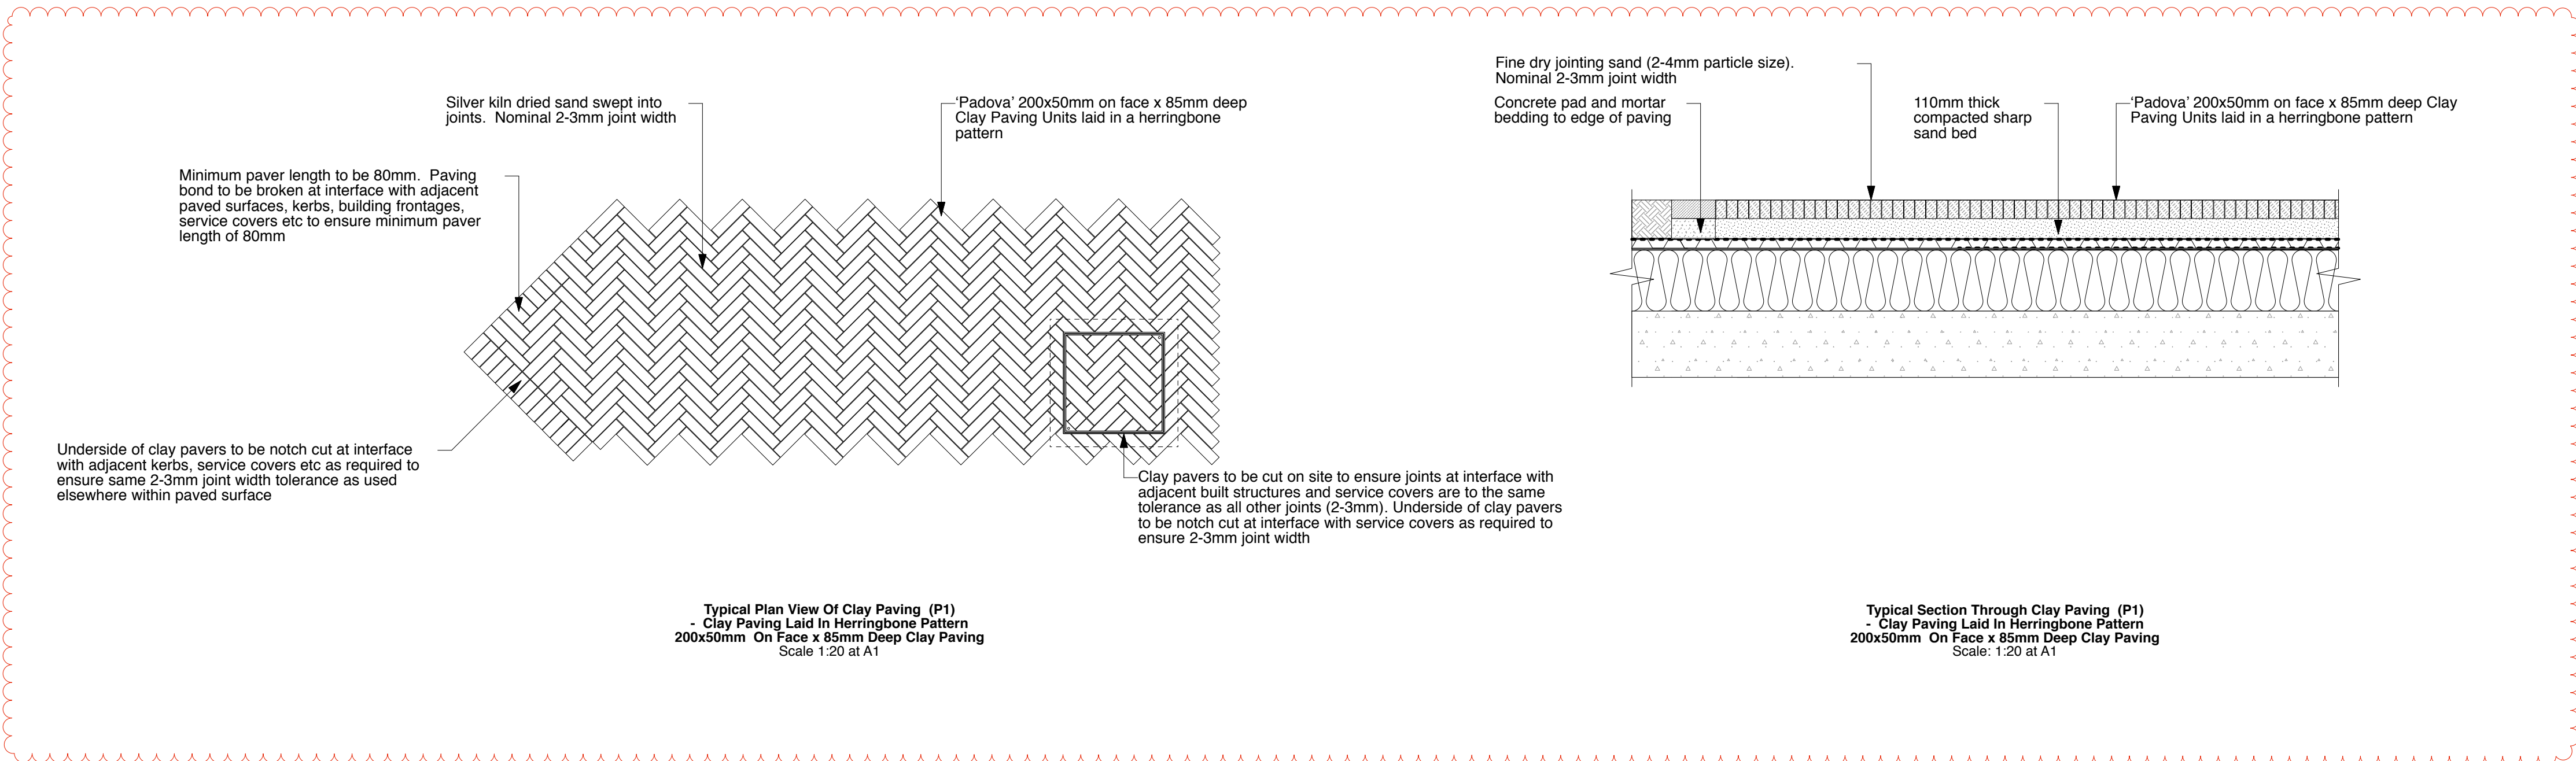 Silver kiln dried sand swept into
joints.  Nominal 2-3mm joint width
‘Padova’ 200x50mm on face x 85mm deep
Clay Paving Units laid in a herringbone
pattern
Minimum paver length to be 80mm.  Paving
bond to be broken at interface with adjacent
paved surfaces, kerbs, building frontages,
service covers etc to ensure minimum paver
length of 80mm
Underside of clay pavers to be notch cut at interface
with adjacent kerbs, service covers etc as required to
ensure same 2-3mm joint width tolerance as used
elsewhere within paved surface
Clay pavers to be cut on site to ensure joints at interface with
adjacent built structures and service covers are to the same
tolerance as all other joints (2-3mm). Underside of clay pavers
to be notch cut at interface with service covers as required to
ensure 2-3mm joint width
Typical Plan View Of Clay Paving  (P1)
-  Clay Paving Laid In Herringbone Pattern
200x50mm  On Face x 85mm Deep Clay Paving
Scale 1:20 at A1
Fine dry jointing sand (2-4mm particle size).
Nominal 2-3mm joint width
Concrete pad and mortar
bedding to edge of paving
110mm thick
compacted sharp
sand bed
‘Padova’ 200x50mm on face x 85mm deep Clay
Paving Units laid in a herringbone pattern
Typical Section Through Clay Paving  (P1)
-  Clay Paving Laid In Herringbone Pattern
200x50mm  On Face x 85mm Deep Clay Paving
Scale: 1:20 at A1